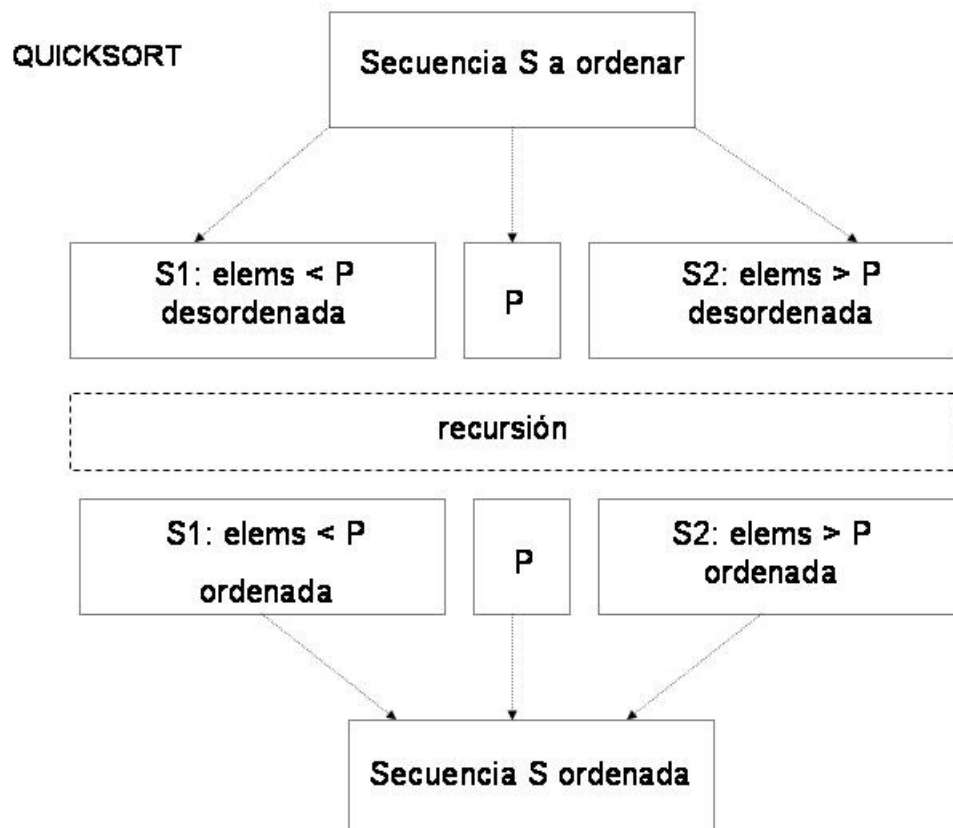 QUICKSORT
Secuencia S a ordenar
S1: elems < P
desordenada
P
S2: elems > P
desordenada
recursión
S1: elems < P
ordenada
P
S2: elems > P
ordenada
Secuencia S ordenada